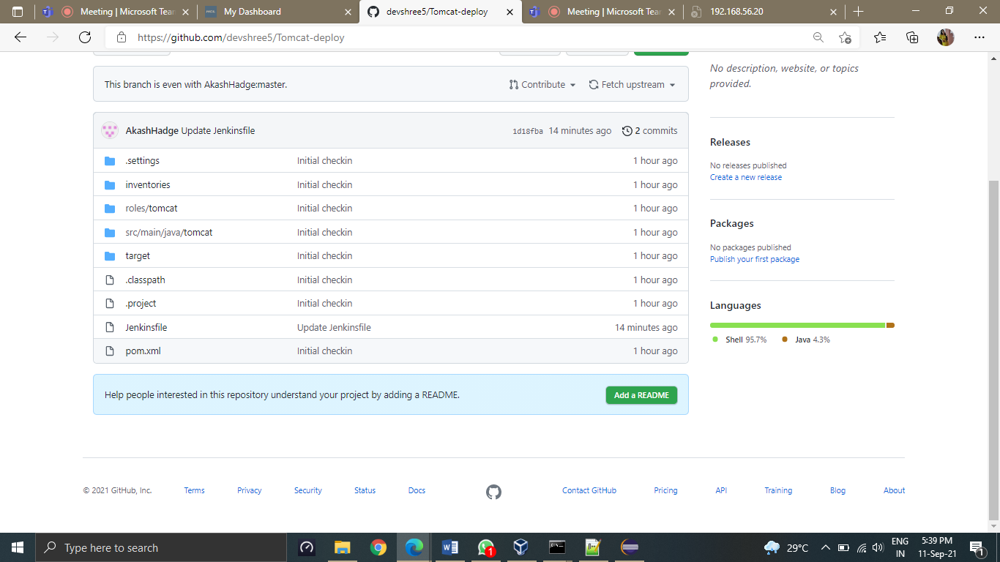 Meeting | Microsoft Tea
My Dashboard
devshree5/Tomcat-deploy
Meeting | Microsoft Tea
192.168.56.20
https://github.com/devshree5/Tomcat-deploy
No description, website, or topics
provided.
This branch is even with AkashHadge:master.
Contribute
Fetch upstream
AkashHadge Update Jenkinsfile
1d18fba 14 minutes ago
2 commits
.settings Initial checkin 1 hour ago
inventories Initial checkin 1 hour ago
roles/tomcat Initial checkin 1 hour ago
src/main/java/tomcat Initial checkin 1 hour ago
target Initial checkin 1 hour ago
.classpath Initial checkin 1 hour ago
.project Initial checkin 1 hour ago
Jenkinsfile Update Jenkinsfile 14 minutes ago
pom.xml Initial checkin 1 hour ago
Help people interested in this repository understand your project by adding a README.
Add a README
Releases
No releases published
Create a new release
Packages
No packages published
Publish your first package
Languages
Shell 95.7% Java 4.3%
© 2021 GitHub, Inc. Terms Privacy Security Status Docs Contact GitHub Pricing API Training Blog About
Type here to search
1
29°C
ENG
IN
5:39 PM
11-Sep-21
1